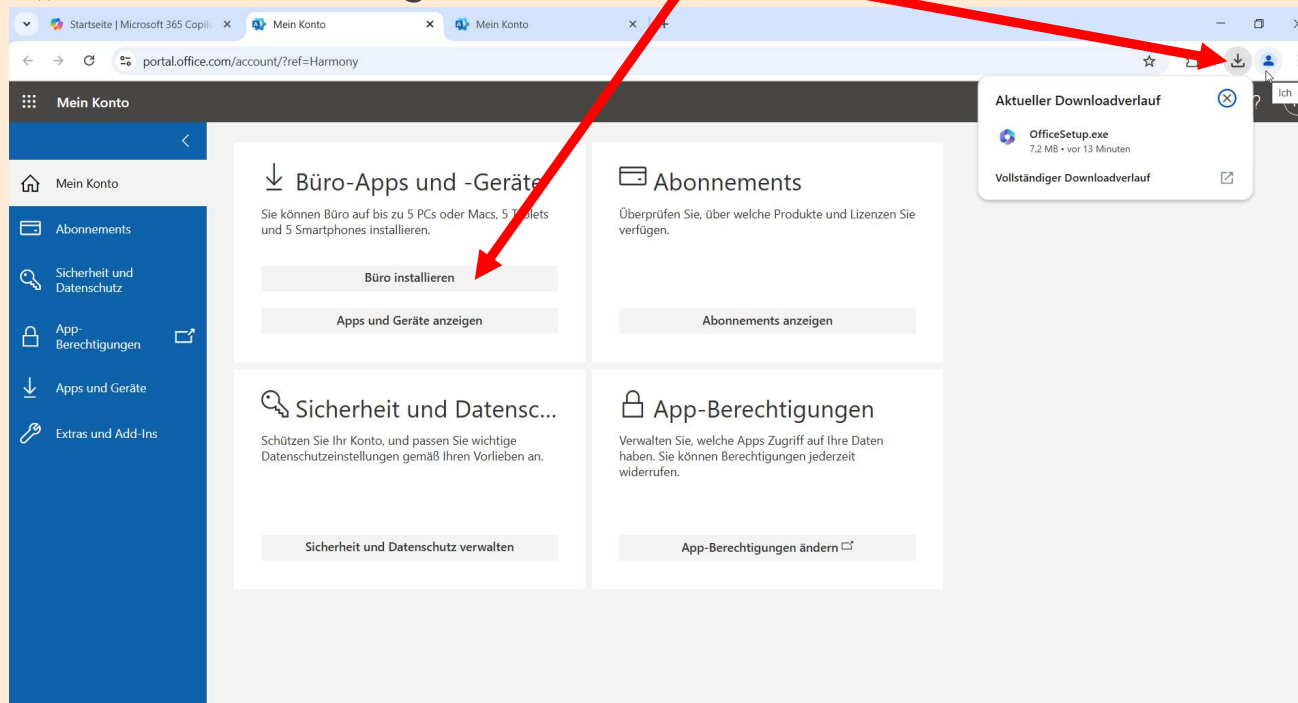 Startseite | Microsoft 365 Copil
Mein Konto
Mein Konto
portal.office.com/account/?ref=Harmony
Mein Konto
Aktueller Downloadverlauf
Ich
OfficeSetup.exe
7,2 MB • vor 13 Minuten
Vollständiger Downloadverlauf
Mein Konto
Abonnements
Sicherheit und
Datenschutz
App-
Berechtigungen
Apps und Geräte
Extras und Add-Ins
Büro-Apps und -Geräte
Sie können Büro auf bis zu 5 PCs oder Macs, 5 Tablets
und 5 Smartphones installieren.
Büro installieren
Apps und Geräte anzeigen
Abonnements
Überprüfen Sie, über welche Produkte und Lizenzen Sie
verfügen.
Abonnements anzeigen
Sicherheit und Datensc...
Schützen Sie Ihr Konto, und passen Sie wichtige
Datenschutzeinstellungen gemäß Ihren Vorlieben an.
Sicherheit und Datenschutz verwalten
App-Berechtigungen
Verwalten Sie, welche Apps Zugriff auf Ihre Daten
haben. Sie können Berechtigungen jederzeit
widerrufen.
App-Berechtigungen ändern